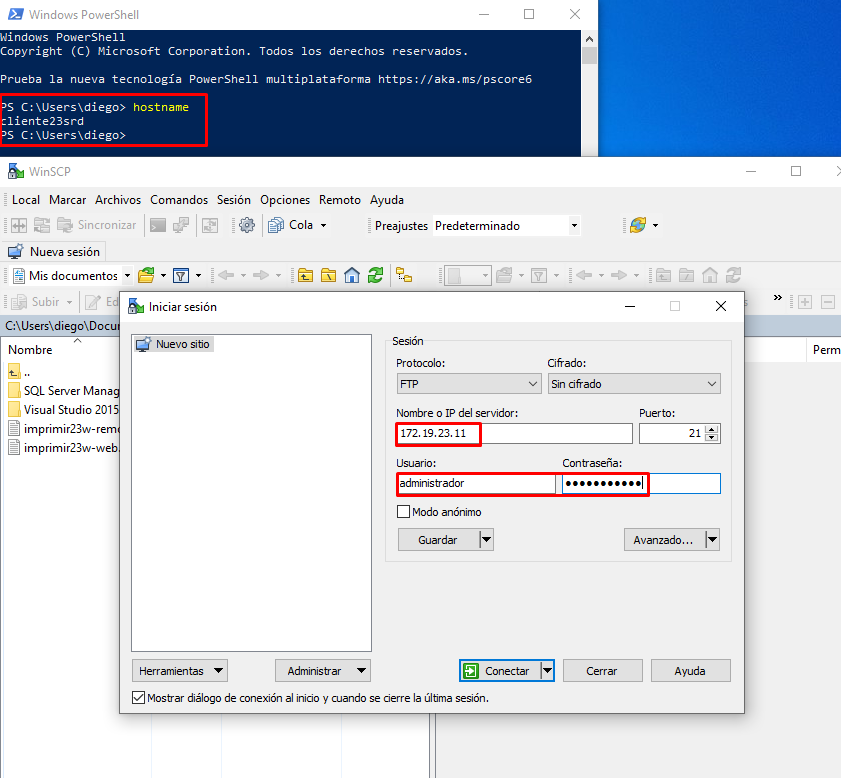 Windows PowerShell
Windows PowerShell
Copyright (C) Microsoft Corporation. Todos los derechos reservados.
Prueba la nueva tecnología PowerShell multiplataforma https://aka.ms/pscore6
PS C:\Users\diego> hostname
cliente23srd
PS C:\Users\diego>
WinSCP
Local Marcar Archivos Comandos Sesión Opciones Remoto Ayuda
Sincronizar Cola Preajustes Predeterminado
Nueva sesión
Mis documentos
Subir Ed
C:\Users\diego\Docum
Nombre
Perm
..
SQL Server Manag
Visual Studio 2015
imprimir23w-remo
imprimir23w-web.
Iniciar sesión
Nuevo sitio
Sesión
Protocolo: Cifrado:
FTP Sin cifrado
Nombre o IP del servidor: Puerto:
172.19.23.11 21
Usuario: Contraseña:
administrador ●●●●●●●●●●●
Modo anónimo
Guardar Avanzado...
Herramientas Administrar Conectar Cerrar Ayuda
Mostrar diálogo de conexión al inicio y cuando se cierre la última sesión.